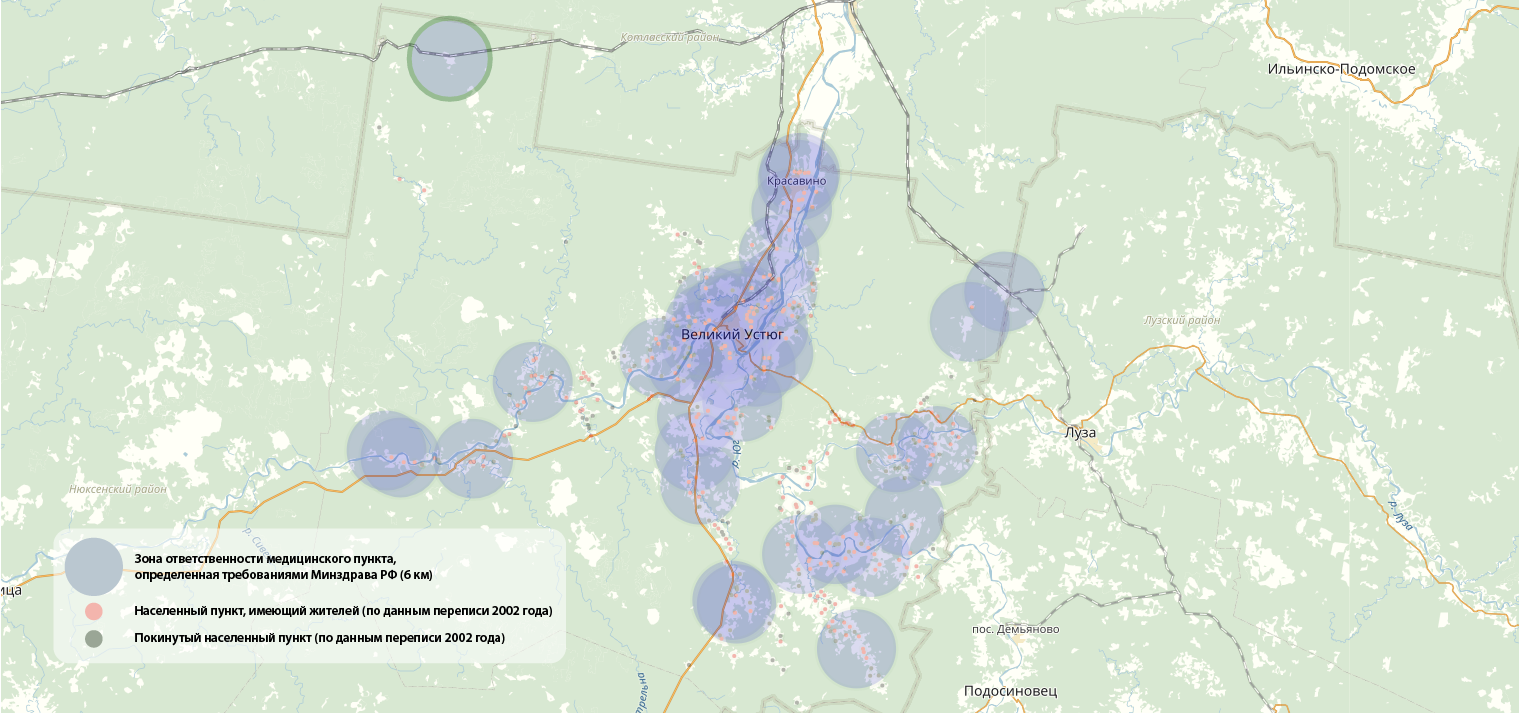 Котласский район
Ильинско-Подомское
Красавино
Лузский район
Великий Устюг
Луза
р. Юг
Нюксенский район
р. Луза
ица
Зона ответственности медицинского пункта,
определенная требованиями Минздрава РФ (6 км)
Населенный пункт, имеющий жителей (по данным переписи 2002 года)
Покинутый населенный пункт (по данным переписи 2002 года)
пос. Демьяново
Подосиновец